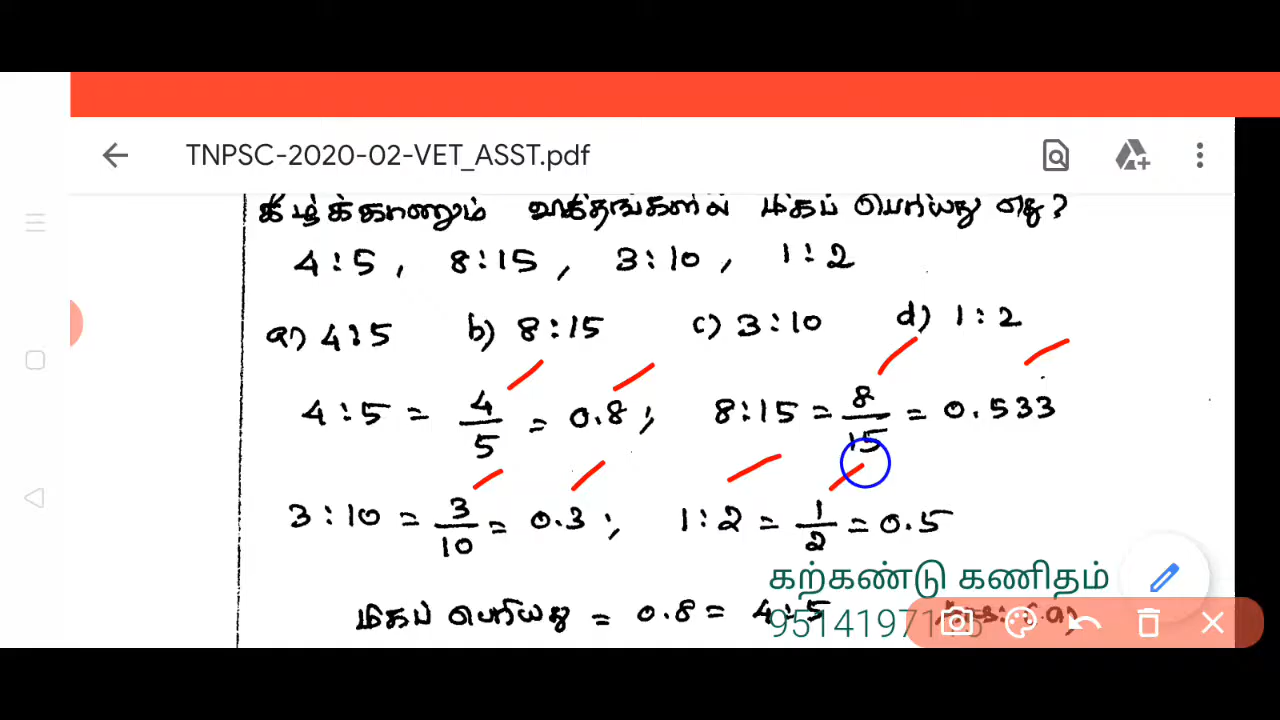 TNPSC-2020-02-VET_ASST.pdf
கீழ்க்காணும் விகிதங்களில் மிகப் பெரியது எது?
4:5, 8:15, 3:10, 1:2
a) 4:5 b) 8:15 c) 3:10 d) 1:2
4:5 = 4/5 = 0.8; 8:15 = 8/15 = 0.533
3:10 = 3/10 = 0.3; 1:2 = 1/2 = 0.5
கற்கண்டு கணிதம்
மிகப் பெரியது = 0.8 = 4:5